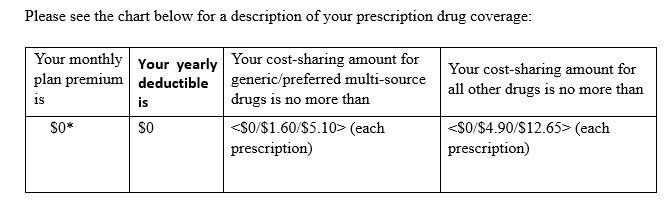 Please see the chart below for a description of your prescription drug coverage:
Your monthly
plan premium
is
Your yearly
deductible
is
Your cost-sharing amount for
generic/preferred multi-source
drugs is no more than
Your cost-sharing amount for
all other drugs is no more than
$0*
$0
<$0/$1.60/$5.10> (each
prescription)
<$0/$4.90/$12.65> (each
prescription)